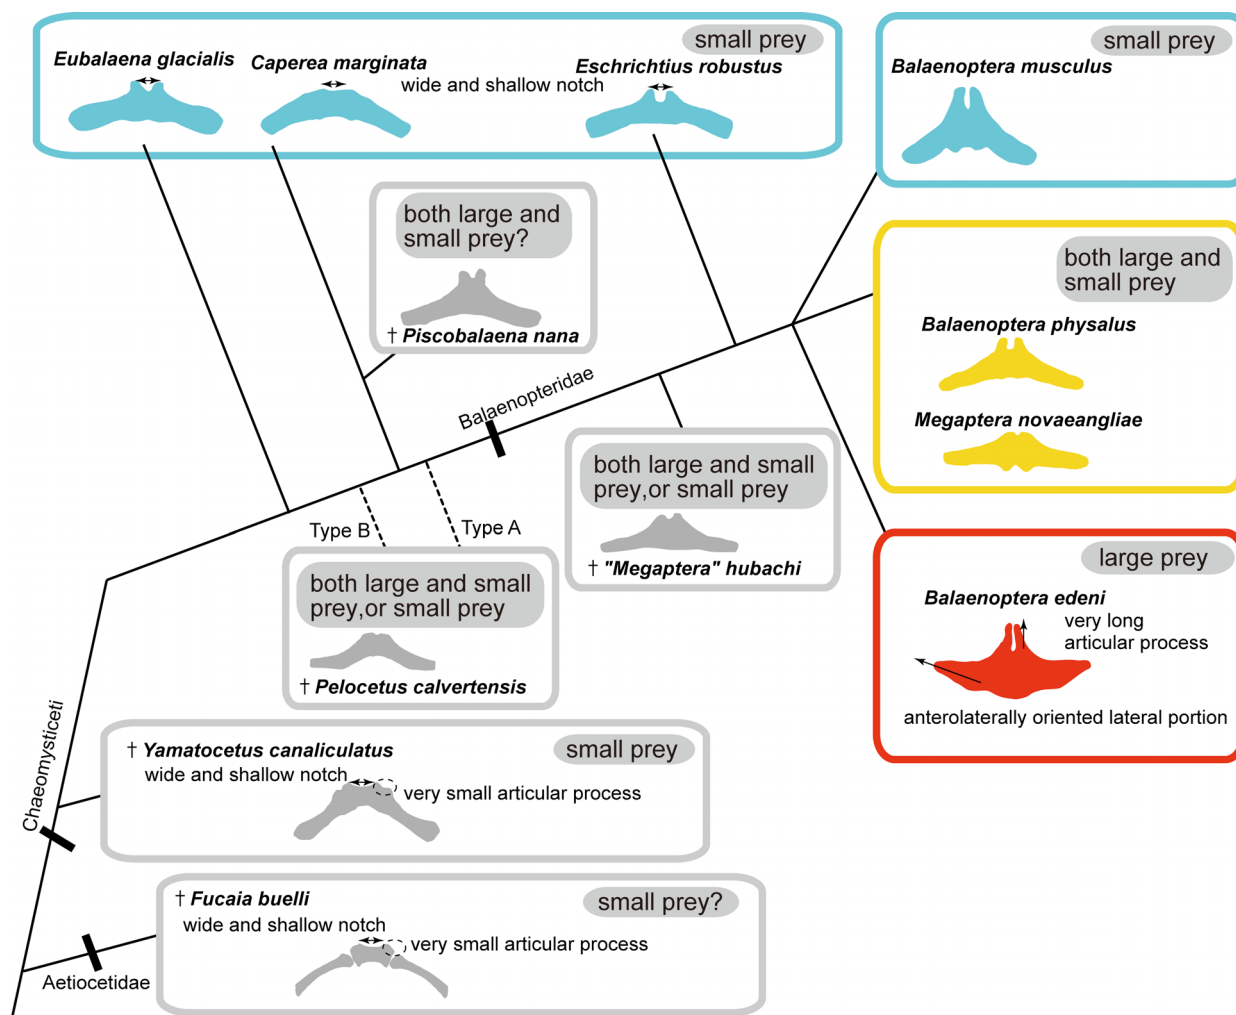 small prey
Eubalaena glacialis
Caperea marginata
Eschrichtius robustus
wide and shallow notch
small prey
Balaenoptera musculus
both large and
small prey?
† Piscobalaena nana
both large and
small prey
Balaenoptera physalus
Megaptera novaeangliae
Balaenopteridae
both large and small
prey,or small prey
† "Megaptera" hubachi
Type B
Type A
both large and small
prey,or small prey
† Pelocetus calvertensis
large prey
Balaenoptera edeni
very long
articular process
anterolaterally oriented lateral portion
Chaeomysticeti
† Yamatocetus canaliculatus
small prey
wide and shallow notch
very small articular process
† Fucaia buelli
small prey?
wide and shallow notch
very small articular process
Aetiocetidae